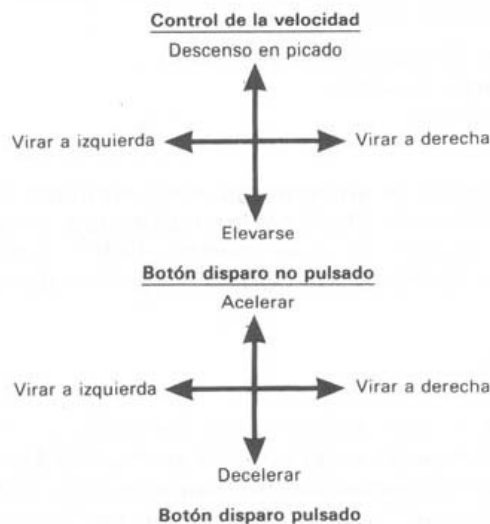 Control de la velocidad
Descenso en picado
Virar a izquierda
Virar a derecha
Elevarse
Botón disparo no pulsado
Acelerar
Virar a izquierda
Virar a derecha
Decelerar
Botón disparo pulsado